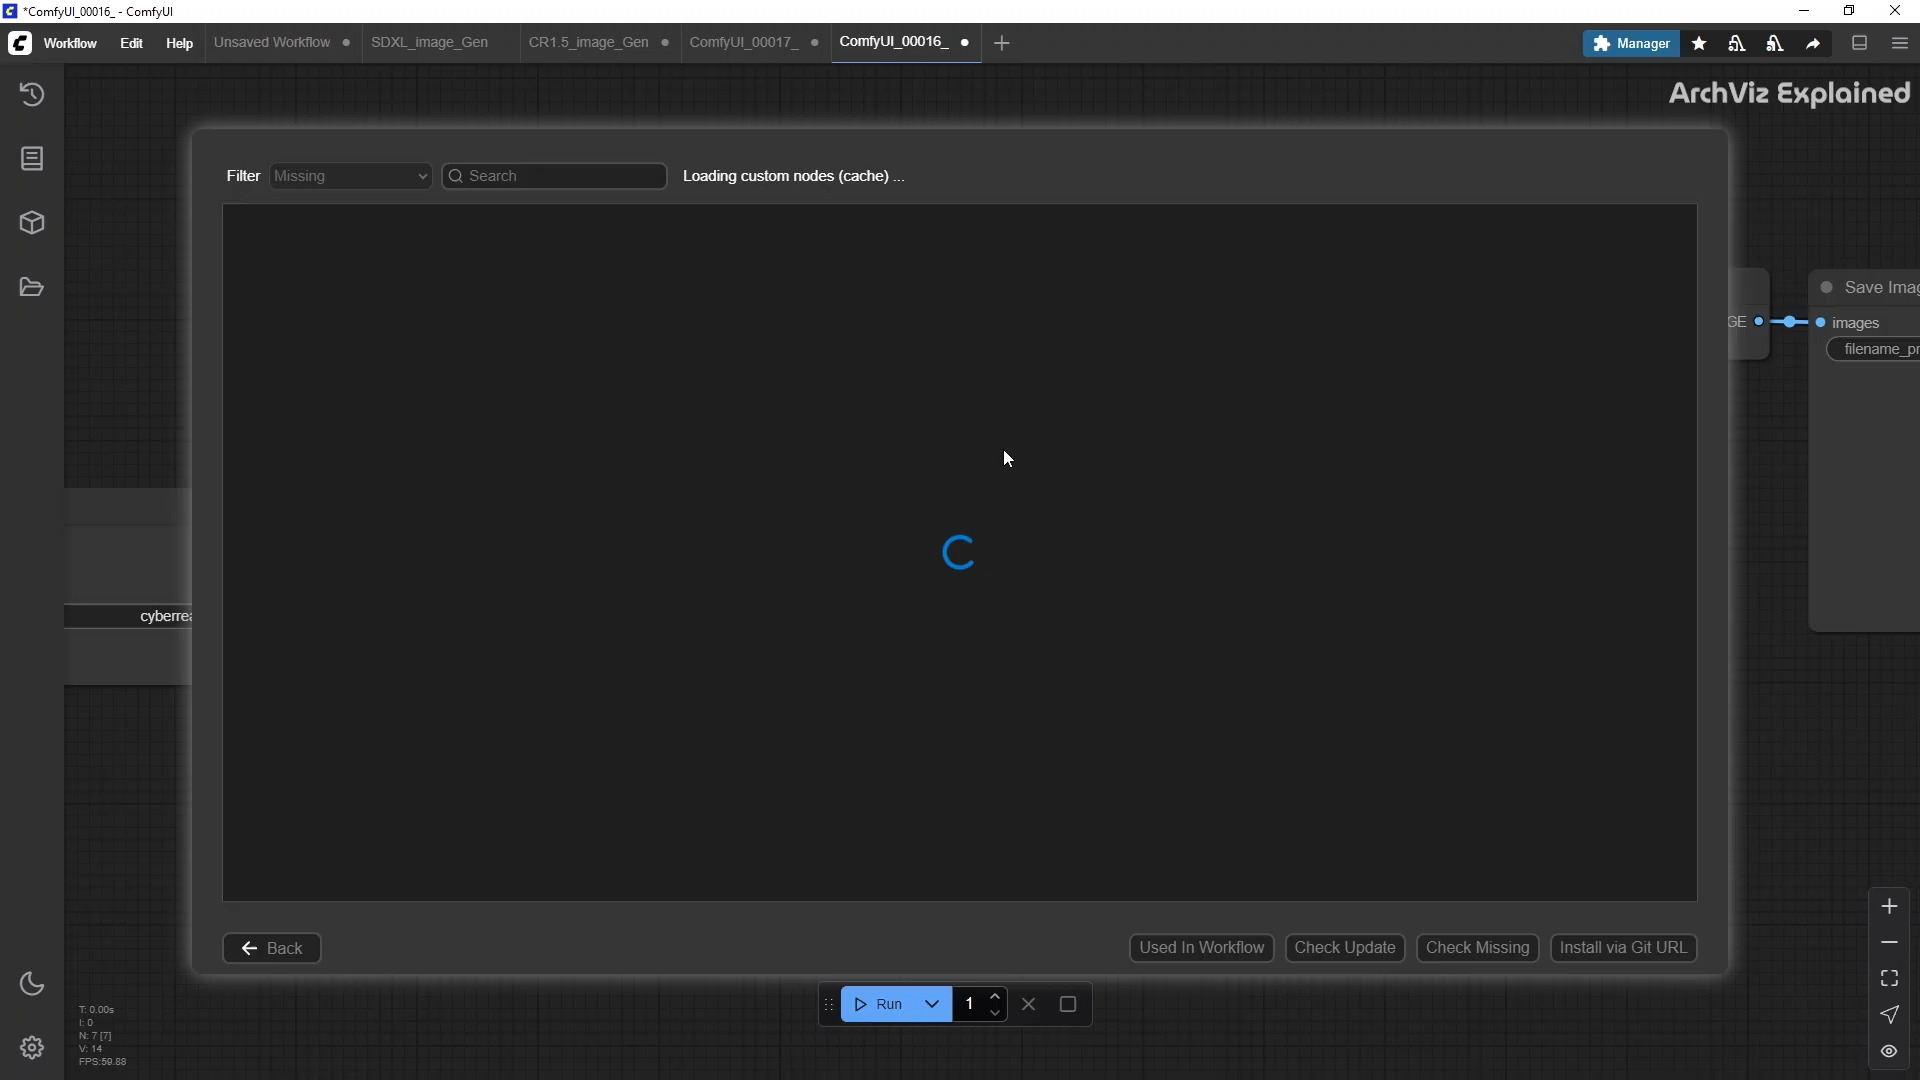 *ComfyUI_00016_ - ComfyUI
Workflow Edit Help Unsaved Workflow SDXL_image_Gen CR1.5_image_Gen ComfyUI_00017_ ComfyUI_00016_ Manager
ArchViz Explained
Filter Missing Search Loading custom nodes (cache) ...
Save Imag
GE images
filename_pr
cyberrea
Back Used In Workflow Check Update Check Missing Install via Git URL
Run 1
T: 0.00s
I: 0
N: 7 [7]
V: 14
FPS:59.88